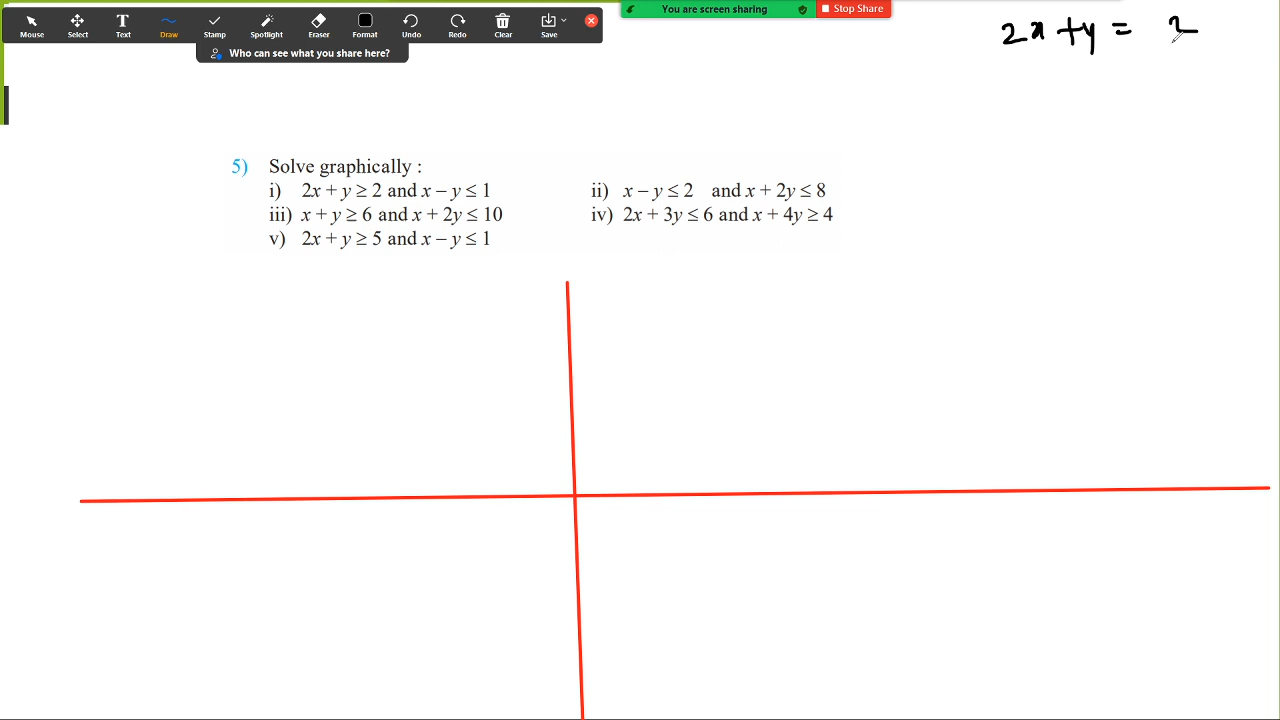 You are screen sharing Stop Share
Mouse Select Text Draw Stamp Spotlight Eraser Format Undo Redo Clear Save
Who can see what you share here?
2x + y = 2
5) Solve graphically :
i) 2x + y ≥ 2 and x – y ≤ 1 ii) x – y ≤ 2 and x + 2y ≤ 8
iii) x + y ≥ 6 and x + 2y ≤ 10 iv) 2x + 3y ≤ 6 and x + 4y ≥ 4
v) 2x + y ≥ 5 and x – y ≤ 1